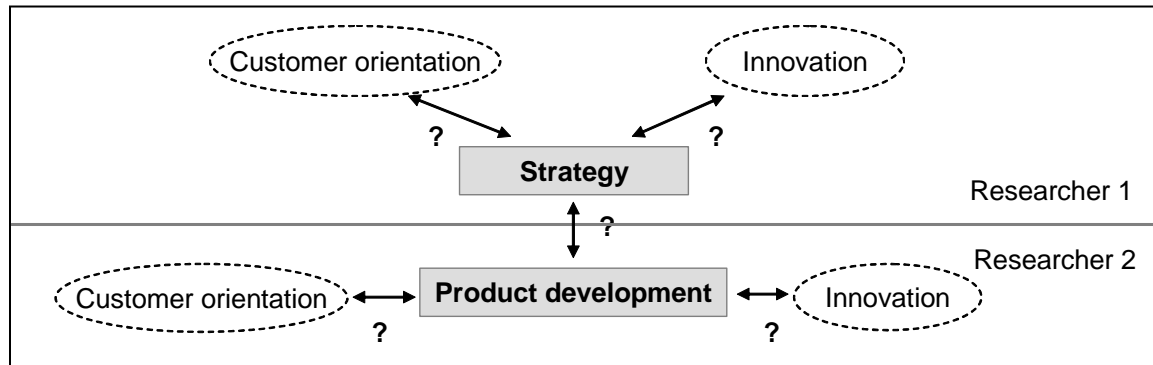 Customer orientation
Innovation
?
?
Strategy
Researcher 1
?
Researcher 2
Customer orientation
Product development
Innovation
?
?